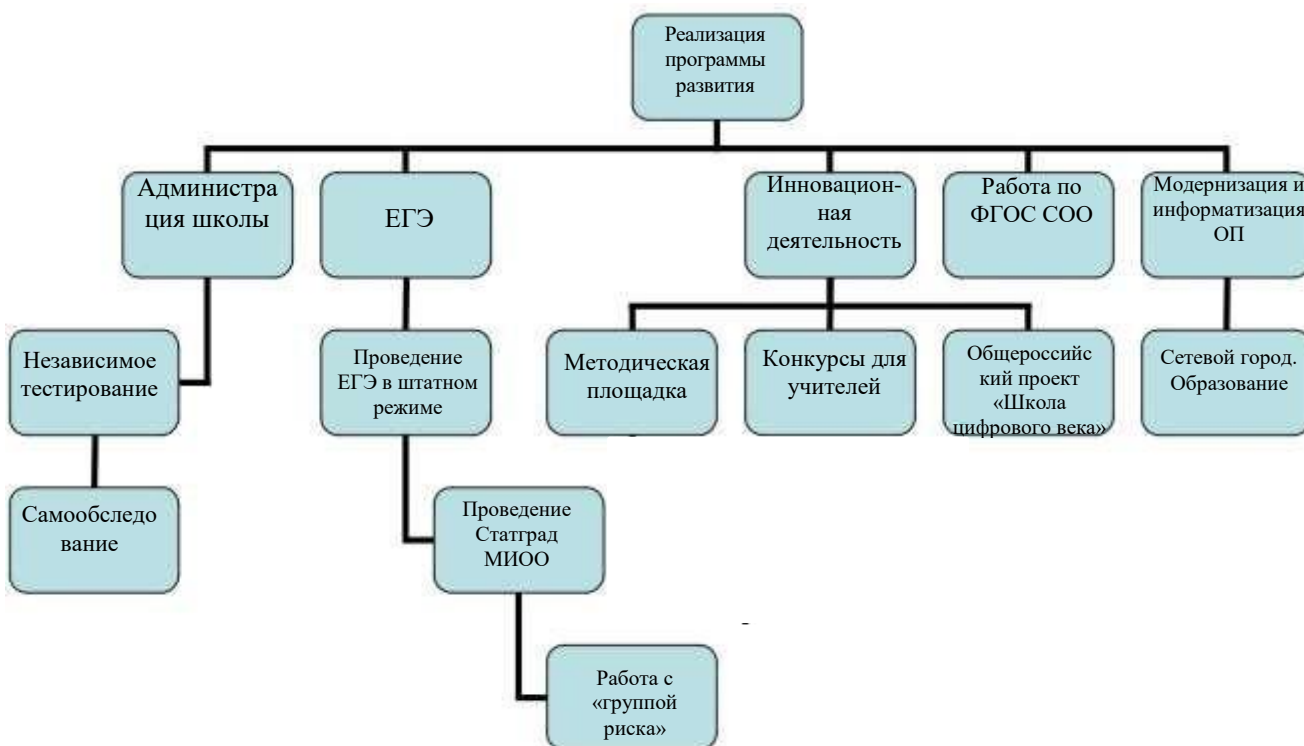 Реализация
программы
развития
Администра
ция школы
ЕГЭ
Инновацион-
ная
деятельность
Работа по
ФГОС СОО
Модернизация и
информатизация
ОП
Независимое
тестирование
Проведение
ЕГЭ в штатном
режиме
Методическая
площадка
Конкурсы для
учителей
Общероссийс
кий проект
«Школа
цифрового века»
Сетевой город.
Образование
Самообследо
вание
Проведение
Статград
МИОО
Работа с
«группой
риска»